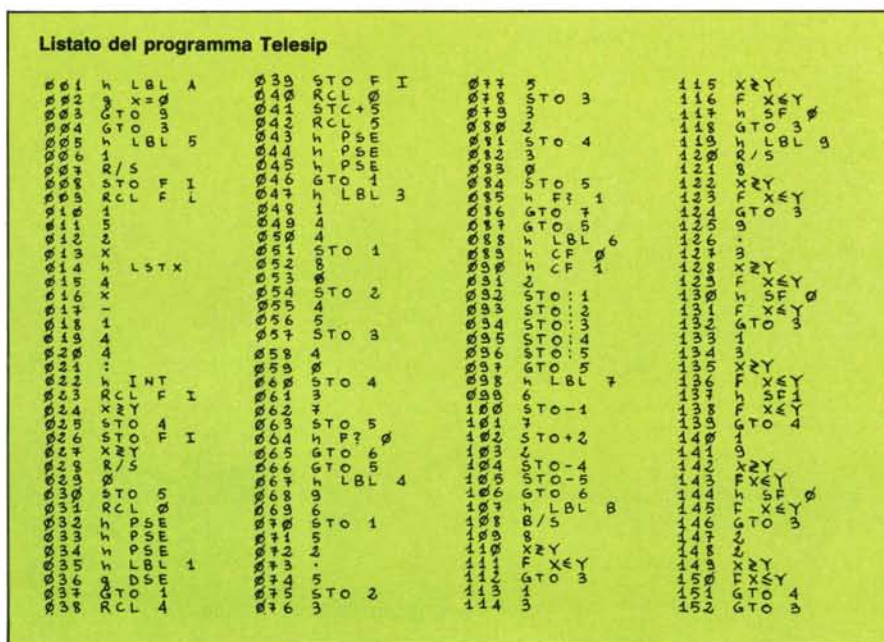 Listato del programma Telesip
001 h LBL A
002 g x=0
003 GTO 9
004 GTO 3
005 h LBL 5
006 1
007 R/S
008 STO F I
009 RCL F L
010 1
011 5
012 2
013 X
014 h LSTX
015 4
016 X
017 -
018 1
019 4
020 4
021 :
022 h INT
023 RCL F I
024 X≷Y
025 STO 4
026 STO F I
027 X≷Y
028 R/S
029 0
030 STO 5
031 RCL 0
032 h PSE
033 h PSE
034 h PSE
035 h LBL 1
036 g DSE
037 GTO 1
038 RCL 4
039 STO F I
040 RCL 0
041 STC+5
042 RCL 5
043 h PSE
044 h PSE
045 h PSE
046 GTO 1
047 h LBL 3
048 1
049 4
050 4
051 STO 1
052 8
053 0
054 STO 2
055 4
056 5
057 STO 3
058 4
059 0
060 STO 4
061 3
062 7
063 STO 5
064 h F? 0
065 GTO 6
066 GTO 5
067 h LBL 4
068 9
069 6
070 STO 1
071 5
072 2
073 .
074 5
075 STO 2
076 3
077 5
078 STO 3
079 3
080 2
081 STO 4
082 3
083 0
084 STO 5
085 h F? 1
086 GTO 7
087 GTO 5
088 h LBL 6
089 h CF 0
090 h CF 1
091 2
092 STO:1
093 STO:2
094 STO:3
095 STO:4
096 STO:5
097 GTO 5
098 h LBL 7
099 6
100 STO-1
101 7
102 STO+2
103 2
104 STO-4
105 STO-5
106 GTO 6
107 h LBL B
108 B/S
109 8
110 X≷Y
111 F X≤Y
112 GTO 3
113 1
114 3
115 X≷Y
116 F X≤Y
117 h SF 0
118 GTO 3
119 h LBL 9
120 R/S
121 8
122 X≷Y
123 F X≤Y
124 GTO 3
125 9
126 .
127 3
128 X≷Y
129 F X≤Y
130 h SF 0
131 F X≤Y
132 GTO 3
133 1
134 3
135 X≷Y
136 F X≤Y
137 h SF1
138 F X≤Y
139 GTO 4
140 1
141 9
142 X≷Y
143 FX≤Y
144 h SF 0
145 F X≤Y
146 GTO 3
147 2
148 2
149 X≷Y
150 FX≤Y
151 GTO 4
152 GTO 3